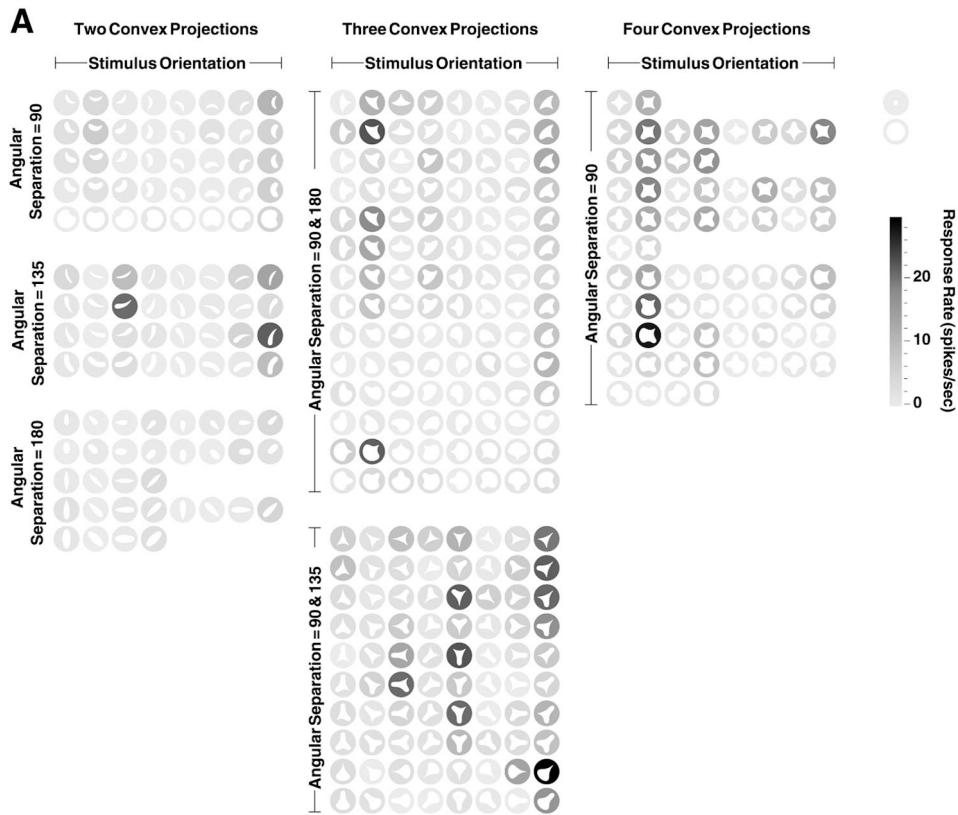 A
Two Convex Projections
Three Convex Projections
Four Convex Projections
Stimulus Orientation
Stimulus Orientation
Stimulus Orientation
Angular
Separation = 90
Angular
Separation = 135
Angular
Separation = 180
Angular Separation = 90 & 180
Angular Separation = 90 & 135
Angular Separation = 90
20
10
0
Response Rate (spikes/sec)